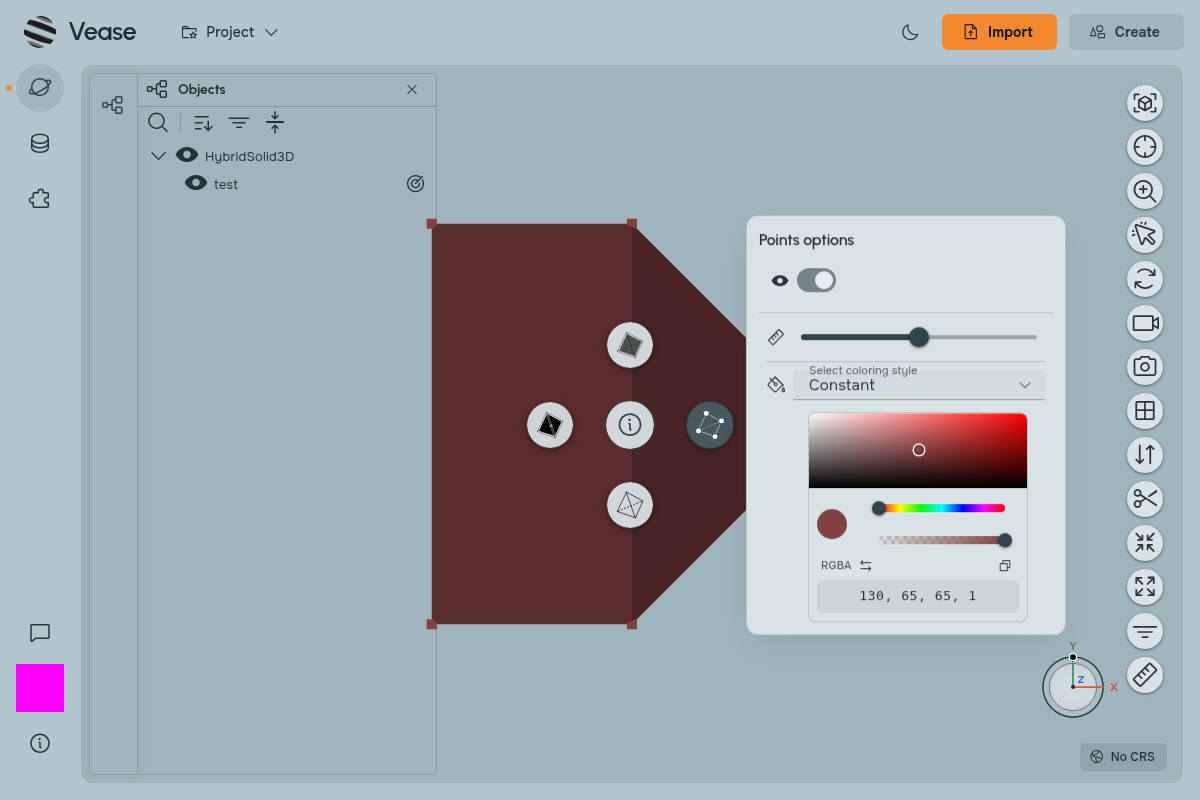 Vease
Project
Import
Create
Objects
HybridSolid3D
test
Points options
Select coloring style
Constant
RGBA
130, 65, 65, 1
Y
Z
X
No CRS